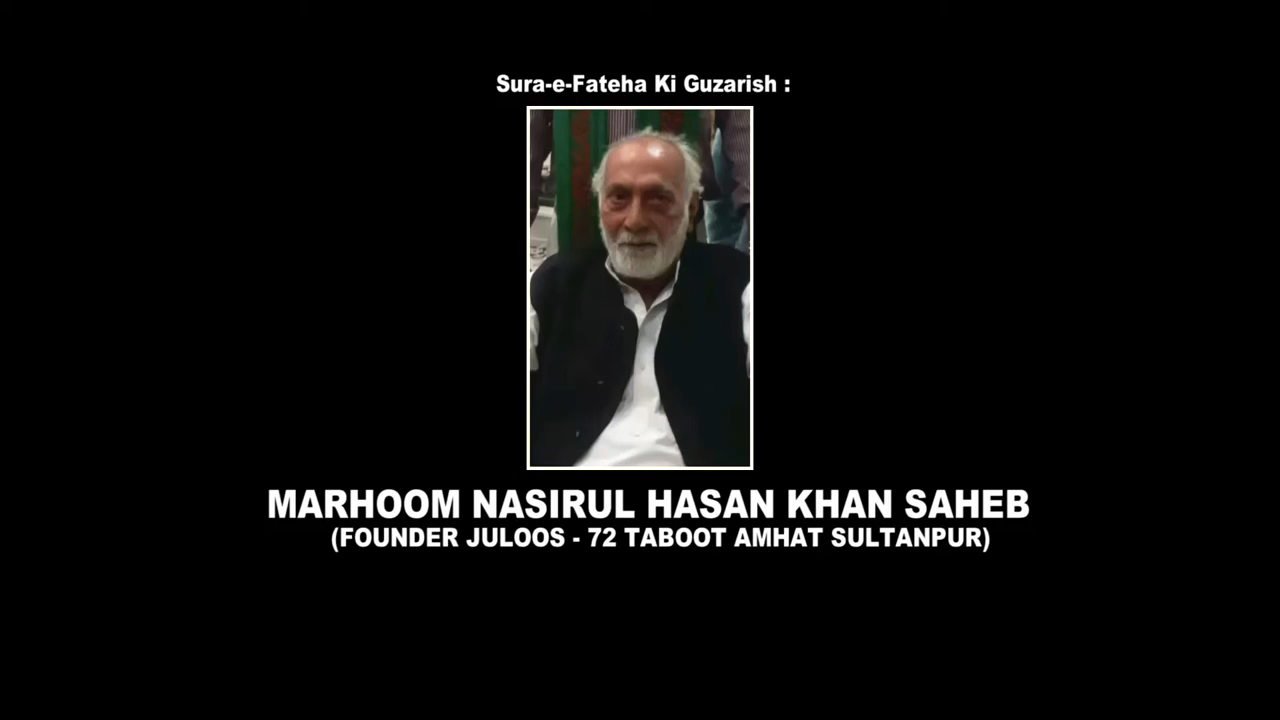 Sura-e-Fateha Ki Guzarish :
MARHOOM NASIRUL HASAN KHAN SAHEB
(FOUNDER JULOOS - 72 TABOOT AMHAT SULTANPUR)